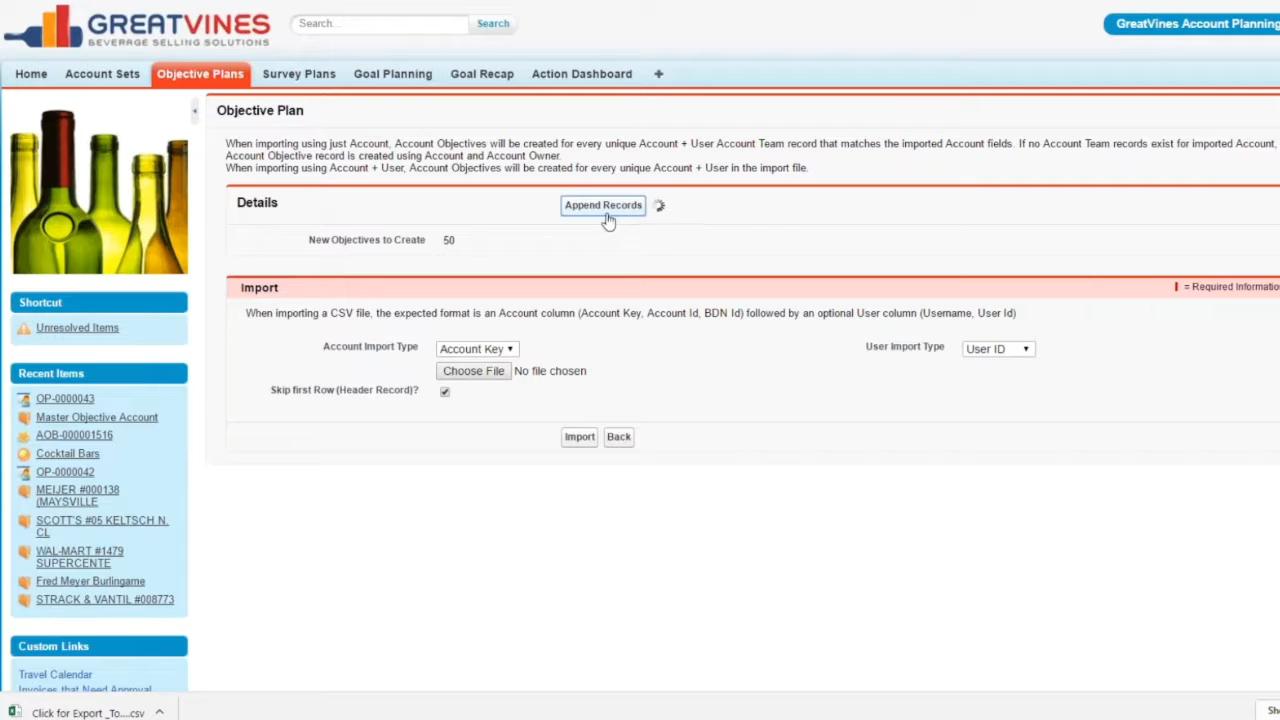 GREATVINES
BEVERAGE SELLING SOLUTIONS
Search...
Search
GreatVines Account Planning
Home
Account Sets
Objective Plans
Survey Plans
Goal Planning
Goal Recap
Action Dashboard
+
Objective Plan
When importing using just Account, Account Objectives will be created for every unique Account + User Account Team record that matches the imported Account fields. If no Account Team records exist for imported Account,
Account Objective record is created using Account and Account Owner.
When importing using Account + User, Account Objectives will be created for every unique Account + User in the import file.
Details
Append Records
New Objectives to Create 50
Import
= Required Informatio
When importing a CSV file, the expected format is an Account column (Account Key, Account Id, BDN Id) followed by an optional User column (Username, User Id)
Account Import Type Account Key
User Import Type User ID
Choose File No file chosen
Skip first Row (Header Record)?
Import Back
Shortcut
Unresolved Items
Recent Items
OP-0000043
Master Objective Account
AOB-000001516
Cocktail Bars
OP-0000042
MEIJER #000138
(MAYSVILLE
SCOTT'S #05 KELTSCH N.
CL
WAL-MART #1479
SUPERCENTE
Fred Meyer Burlingame
STRACK & VANTIL #008773
Custom Links
Travel Calendar
Invoices that Need Approval
Click for Export _To....csv
Sh